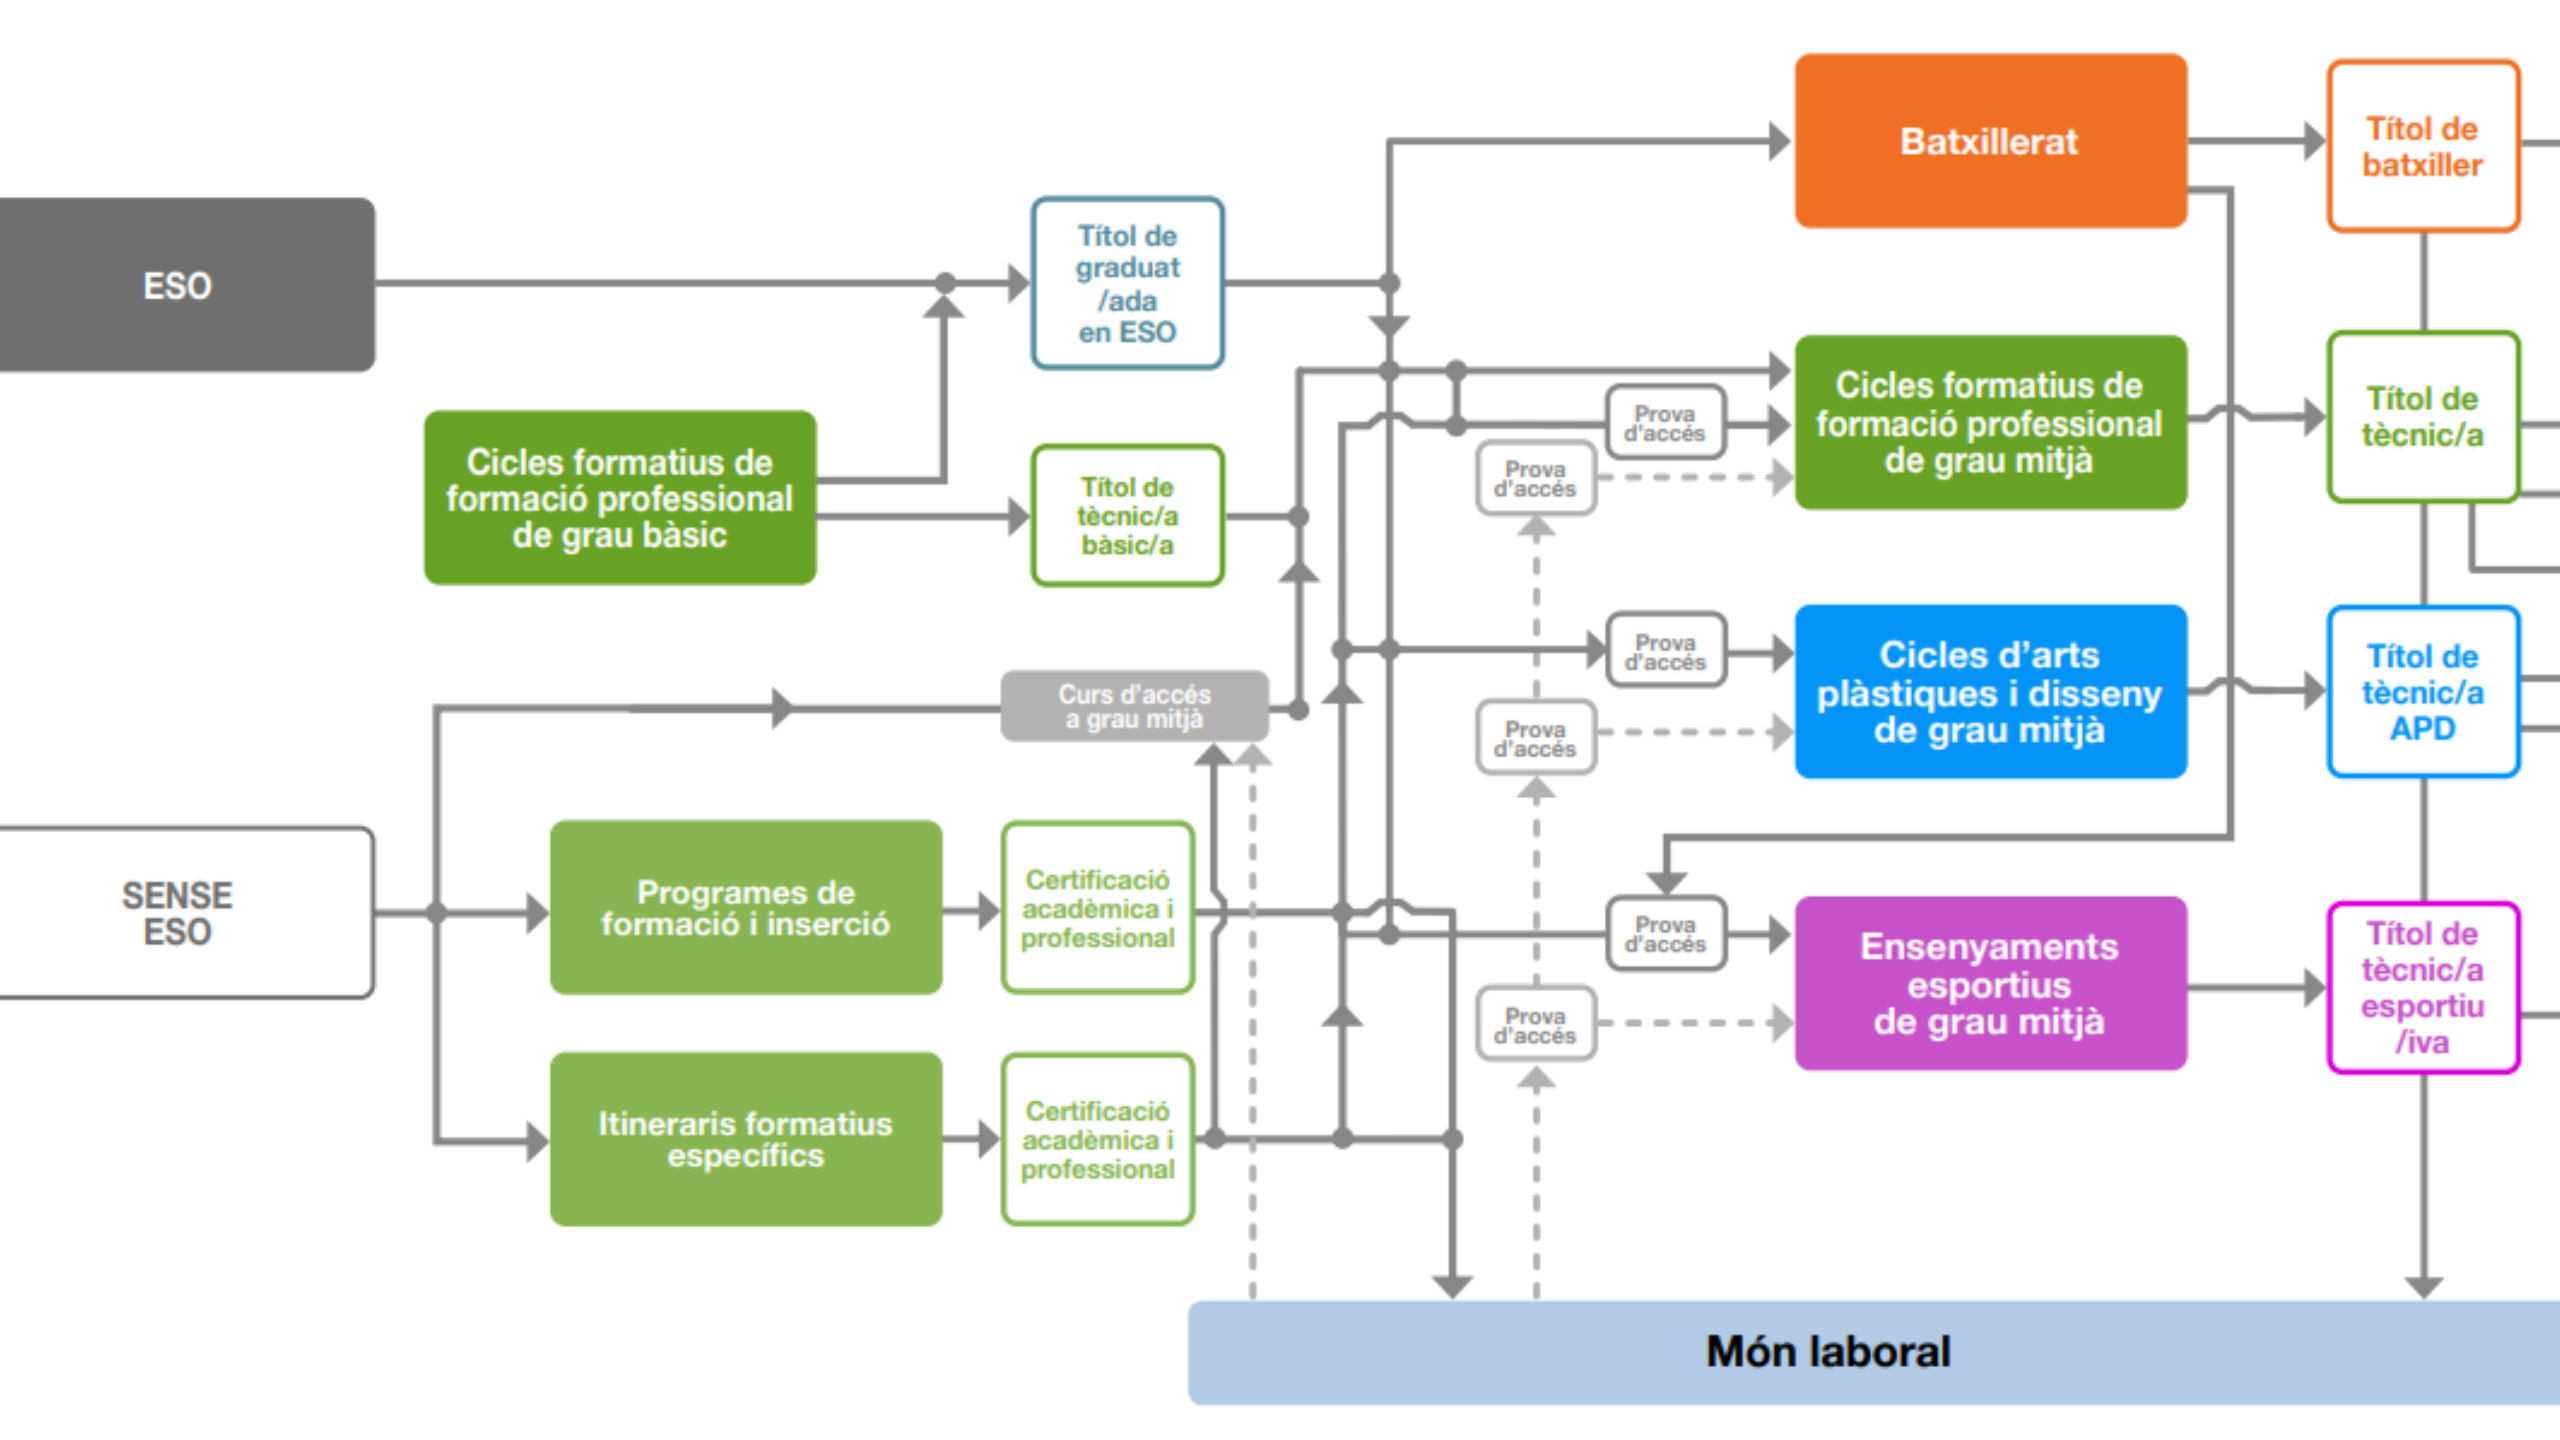 Batxillerat
Títol de
batxiller
ESO
Títol de
graduat
/ada
en ESO
Cicles formatius de
formació professional
de grau bàsic
Títol de
tècnic/a
bàsic/a
Prova
d'accés
Prova
d'accés
Cicles formatius de
formació professional
de grau mitjà
Títol de
tècnic/a
Curs d'accés
a grau mitjà
Prova
d'accés
Prova
d'accés
Cicles d'arts
plàstiques i disseny
de grau mitjà
Títol de
tècnic/a
APD
SENSE
ESO
Programes de
formació i inserció
Certificació
acadèmica i
professional
Prova
d'accés
Prova
d'accés
Ensenyaments
esportius
de grau mitjà
Títol de
tècnic/a
esportiu
/iva
Itineraris formatius
específics
Certificació
acadèmica i
professional
Món laboral